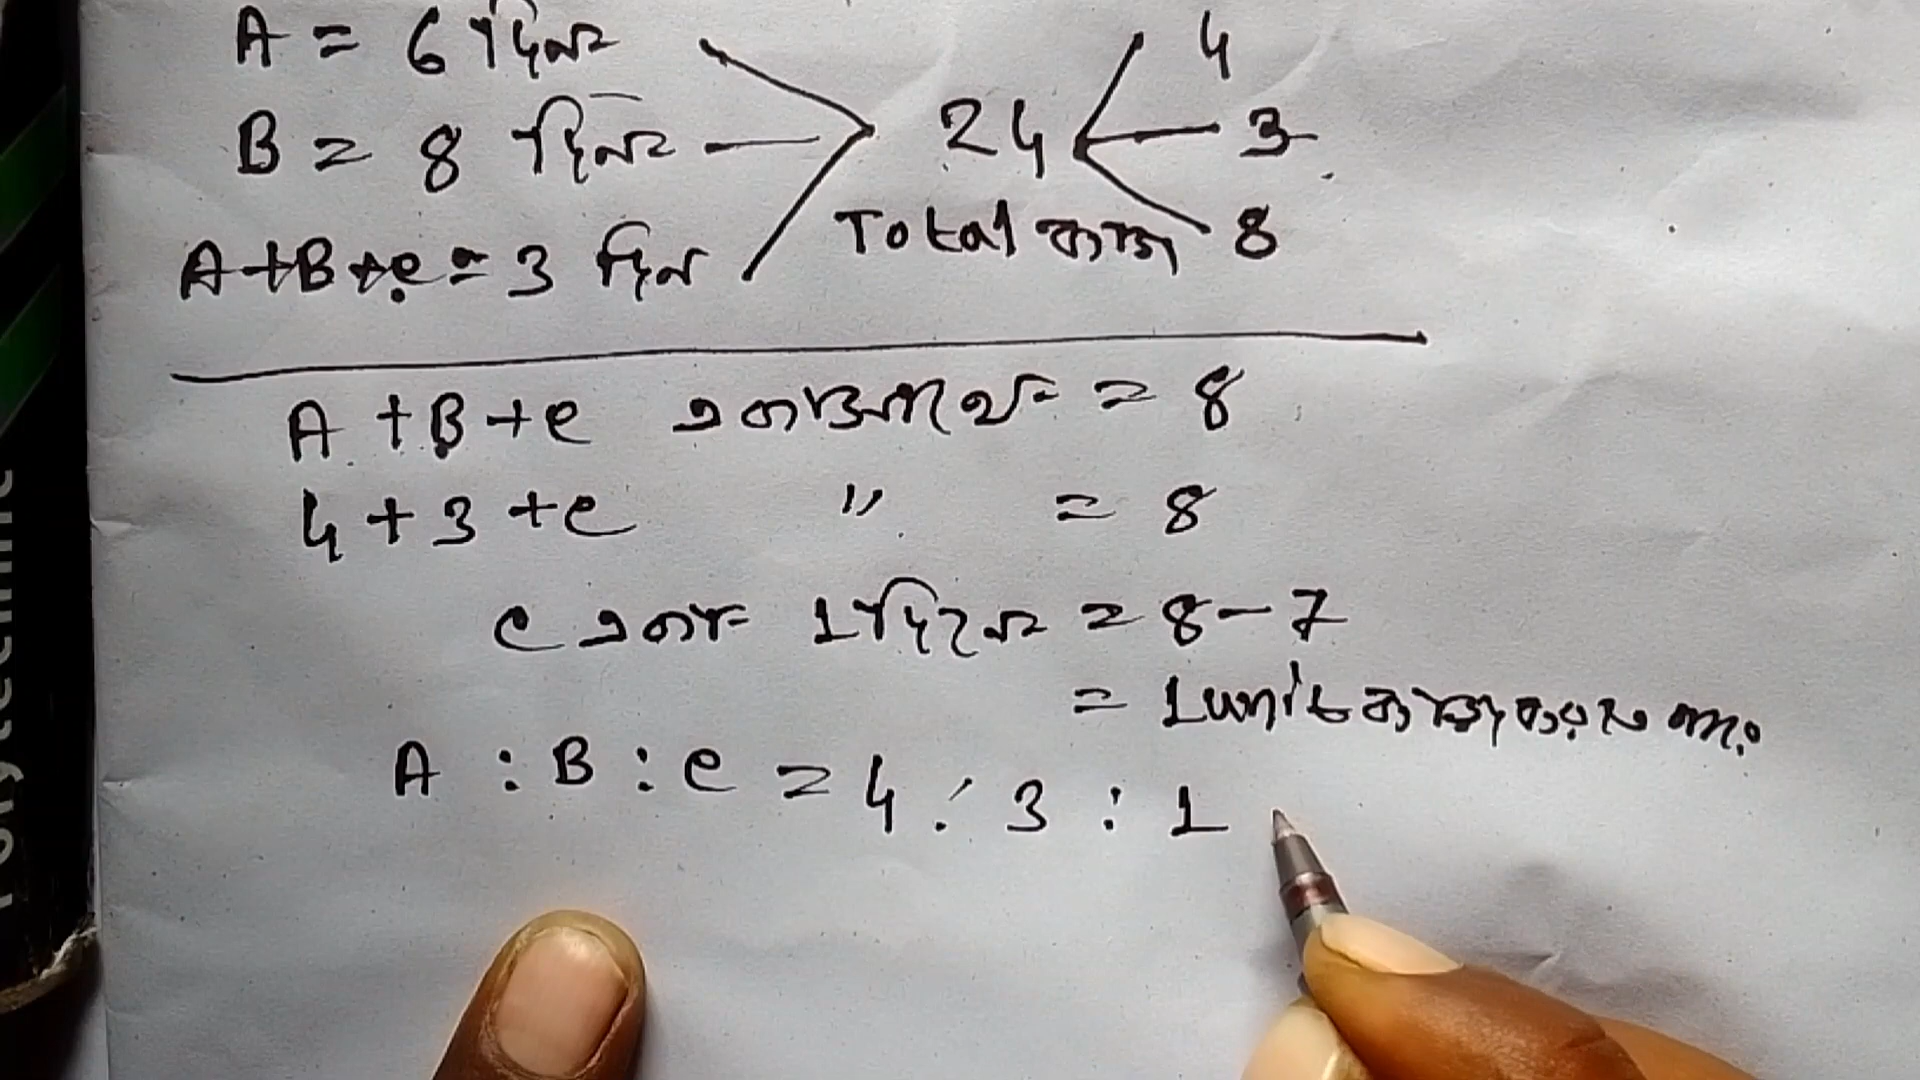 A = 6 দিনে 4
B = 8 দিনে 24 3
Total কাজ 8
A+B+C = 3 দিন
A + B + C একসাথে = 8
4 + 3 + C " = 8
C একা 1 দিনে = 8 - 7
= 1 unit কাজ করে
A : B : C = 4 : 3 : 1
Polytechnic